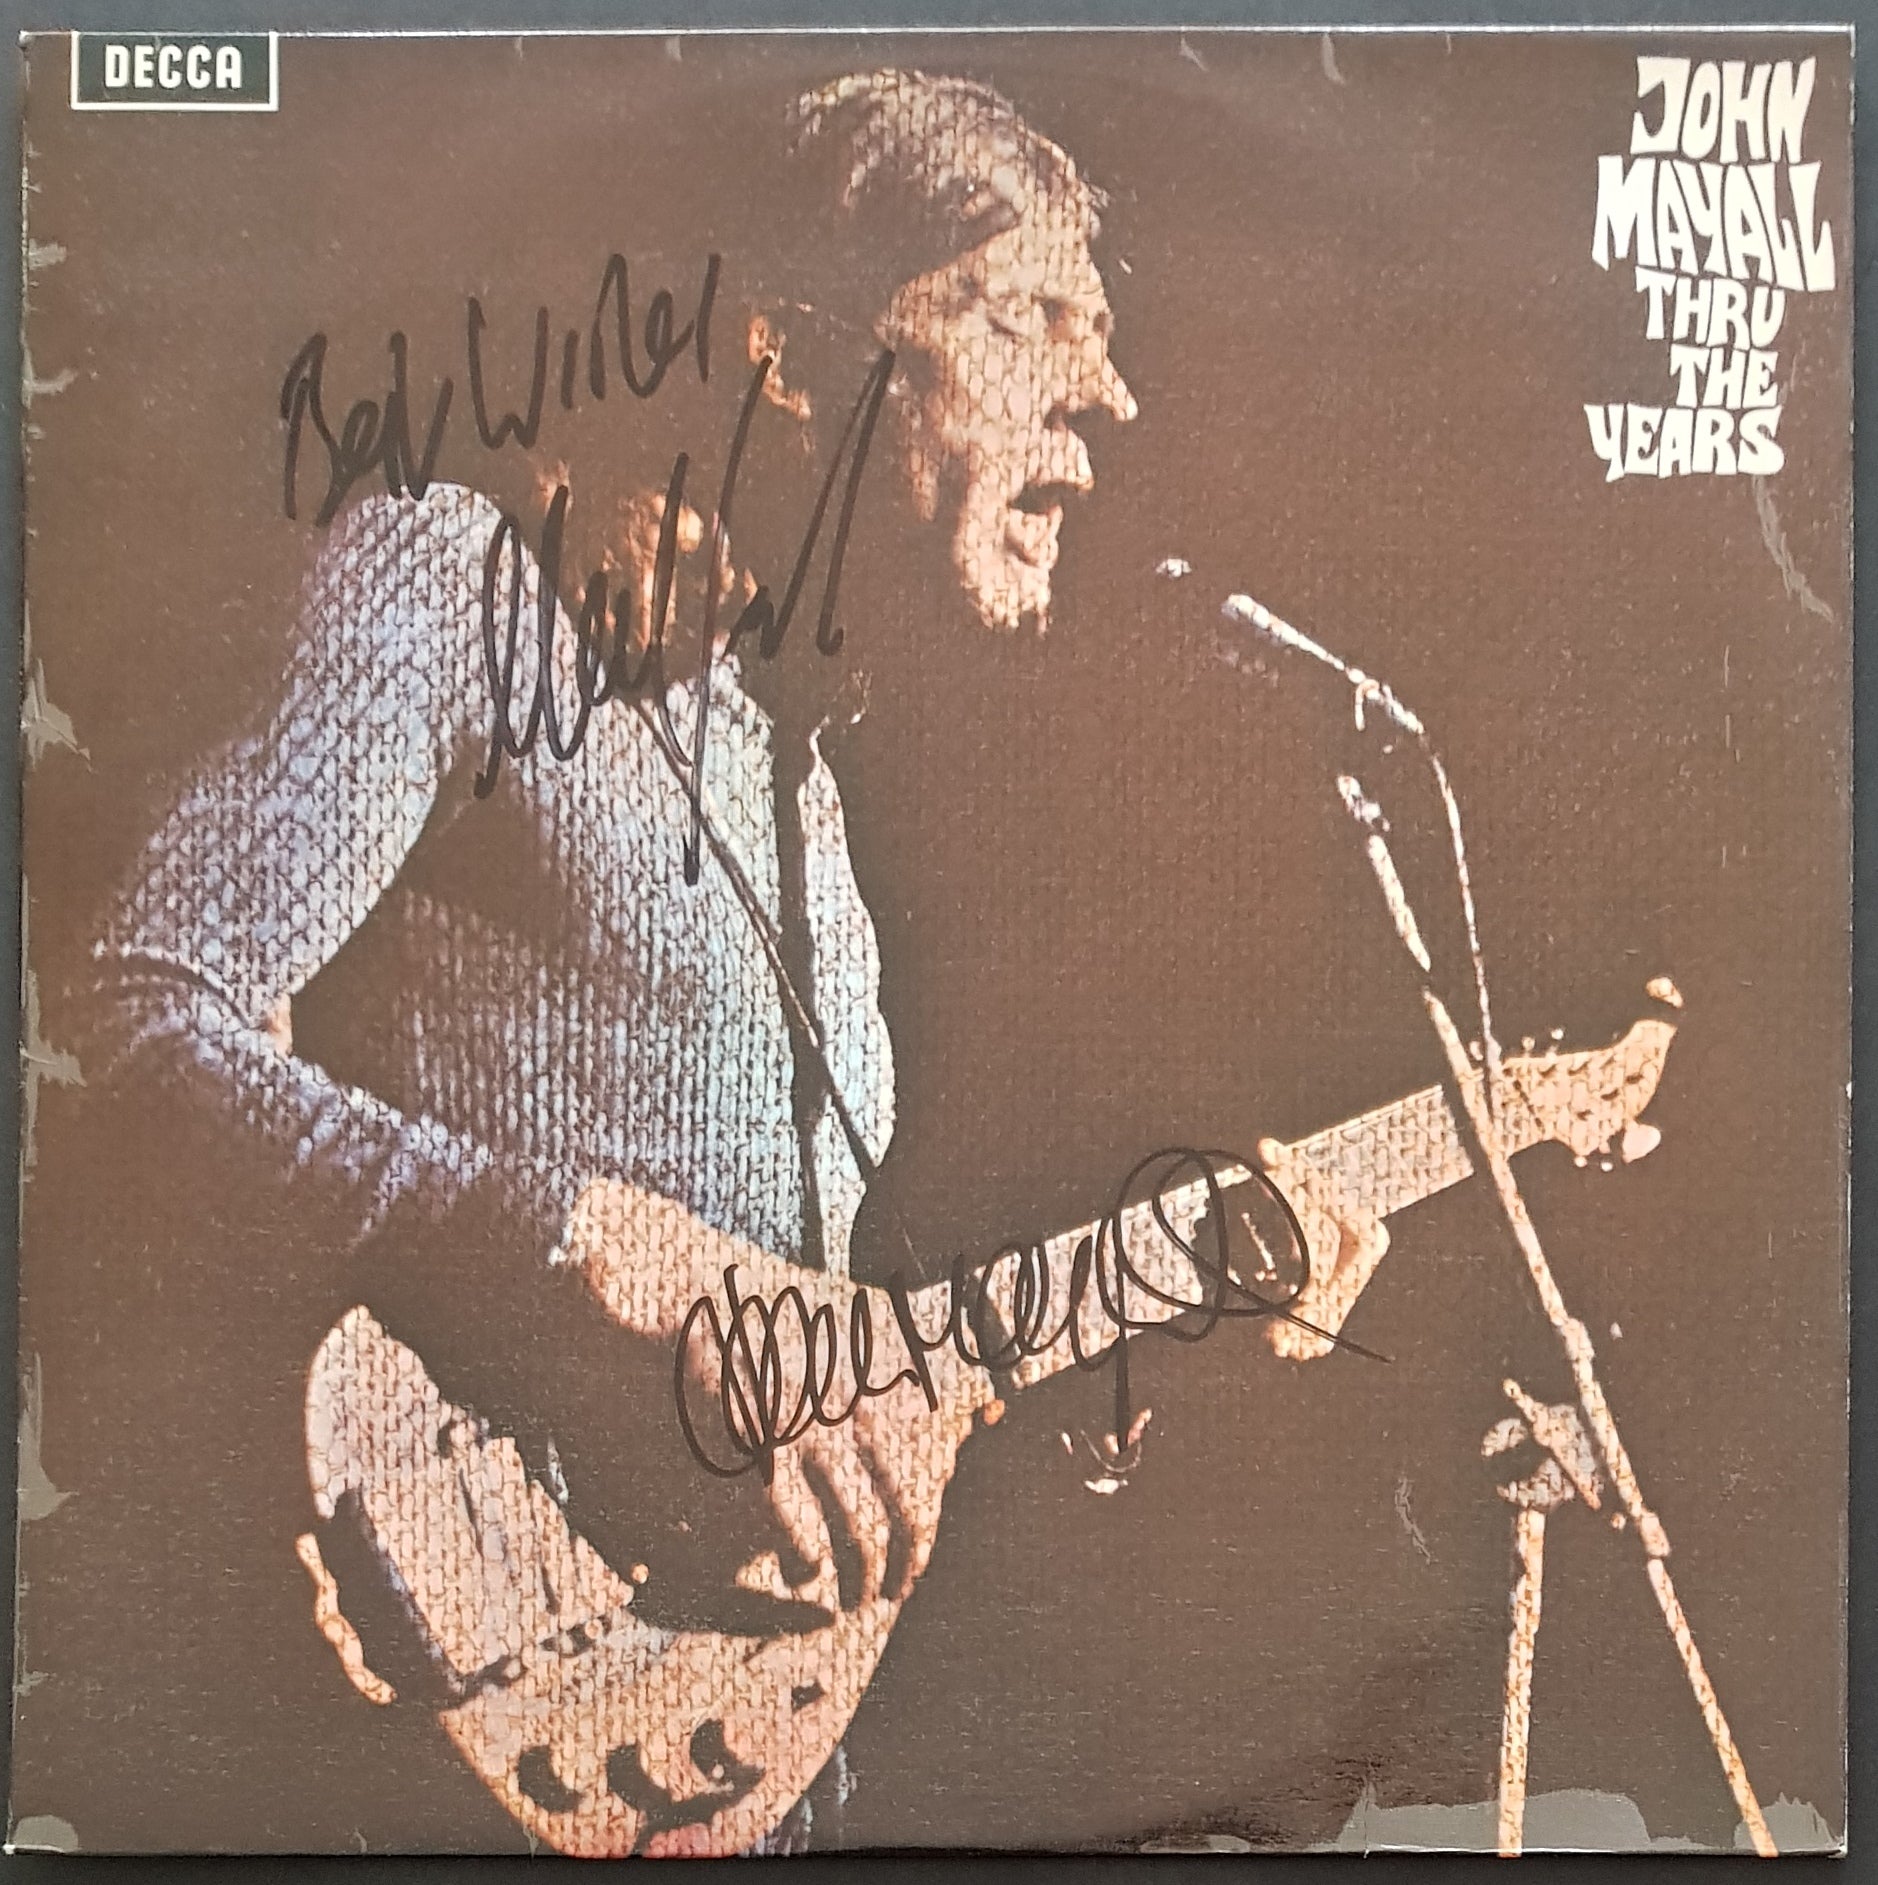 DECCA
JOHN
MAYALL
THRU
THE
YEARS
Best Wishes